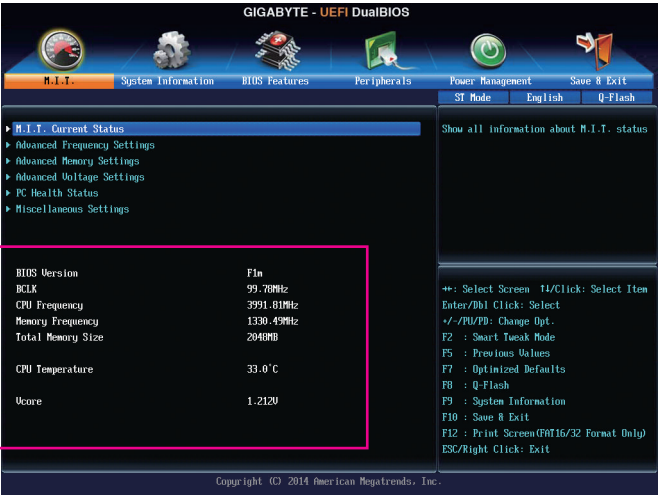 GIGABYTE - UEFI DualBIOS
M.I.T. System Information BIOS Features Peripherals Power Management Save & Exit
ST Mode English Q-Flash
M.I.T. Current Status
Advanced Frequency Settings
Advanced Memory Settings
Advanced Voltage Settings
PC Health Status
Miscellaneous Settings
Show all information about M.I.T. status
BIOS Version F1m
BCLK 99.78MHz
CPU Frequency 3991.81MHz
Memory Frequency 1330.49MHz
Total Memory Size 2048MB
CPU Temperature 33.0°C
Vcore 1.212V
→←: Select Screen ↑↓/Click: Select Item
Enter/Dbl Click: Select
+/-/PU/PD: Change Opt.
F2 : Smart Tweak Mode
F5 : Previous Values
F7 : Optimized Defaults
F8 : Q-Flash
F9 : System Information
F10 : Save & Exit
F12 : Print Screen(FAT16/32 Format Only)
ESC/Right Click: Exit
Copyright (C) 2014 American Megatrends, Inc.